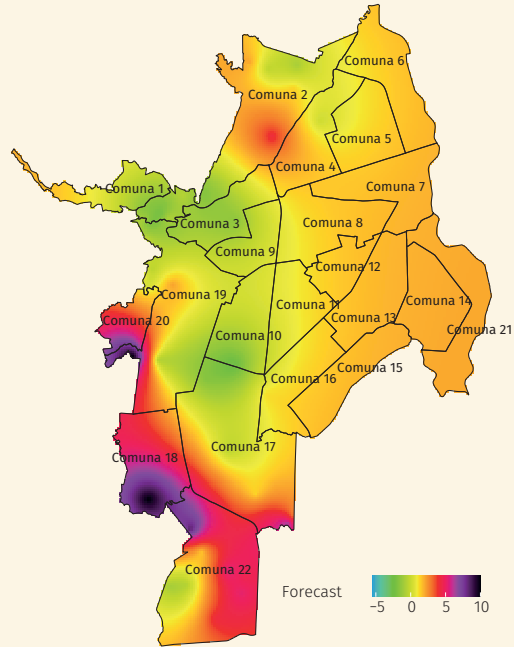 Comuna 6
Comuna 2
Comuna 5
Comuna 4
Comuna 1
Comuna 7
Comuna 3
Comuna 8
Comuna 9
Comuna 12
Comuna 19
Comuna 11
Comuna 14
Comuna 20
Comuna 13
Comuna 21
Comuna 10
Comuna 15
Comuna 16
Comuna 17
Comuna 18
Comuna 22
Forecast
-5 0 5 10